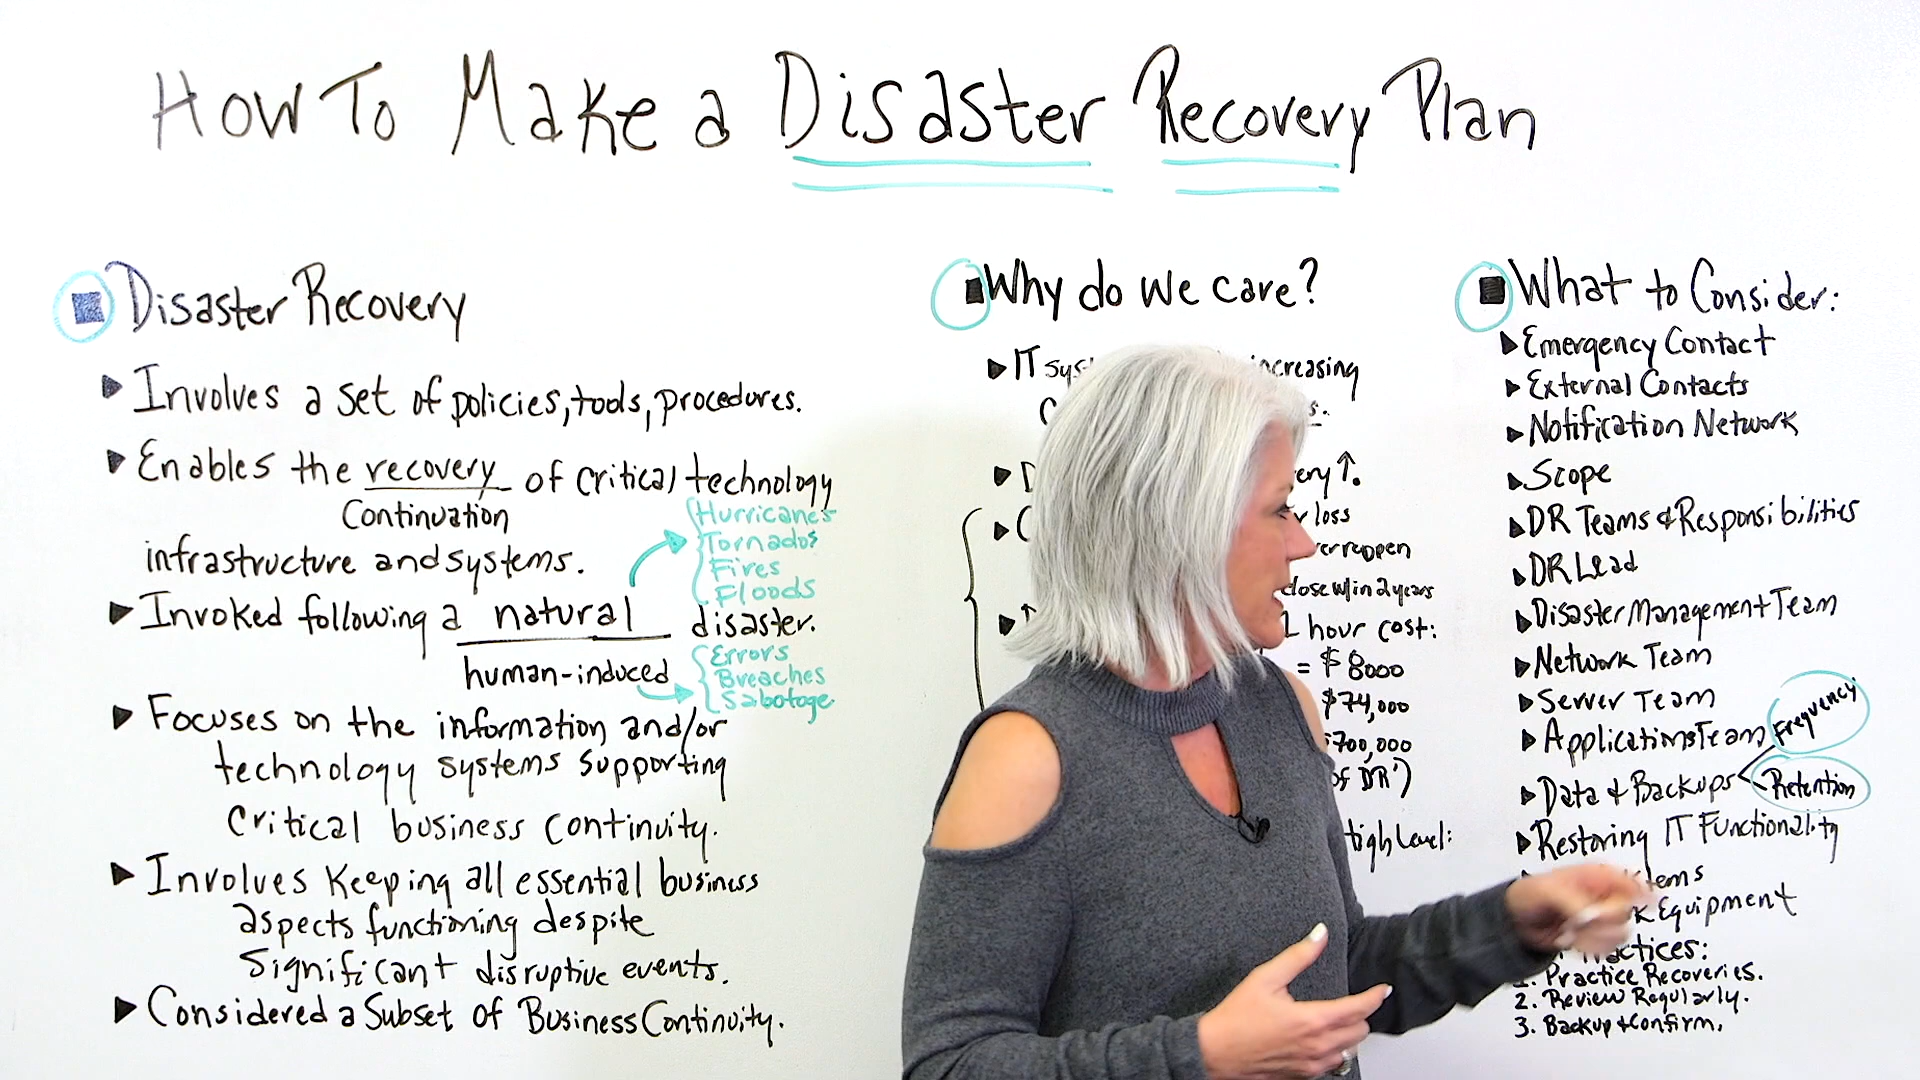 How To Make a Disaster Recovery Plan
Disaster Recovery
Involves a set of policies, tools, procedures.
Enables the recovery of critical technology
Continuation
infrastructure and systems.
Hurricanes
Tornados
Fires
Floods
Invoked following a natural disaster.
human-induced
Errors
Breaches
Sabotage
Focuses on the information and/or
technology systems supporting
critical business continuity.
Involves Keeping all essential business
aspects functioning despite
significant disruptive events.
Considered a Subset of Business Continuity.
Why do we care?
IT increasing
loss
reopen
close w/in 2 years
1 hour cost:
= $8000
$74,000
$700,000
of DR')
High Level:
What to Consider:
Emergency Contact
External Contacts
Notification Network
Scope
DR Teams & Responsibilities
DR Lead
Disaster Management Team
Network Team
Server Team
Applications Team
Data & Backups
Frequency
Retention
Restoring IT Functionality
Equipment
1. Practice Recoveries.
2. Review Regularly.
3. Backup & Confirm.